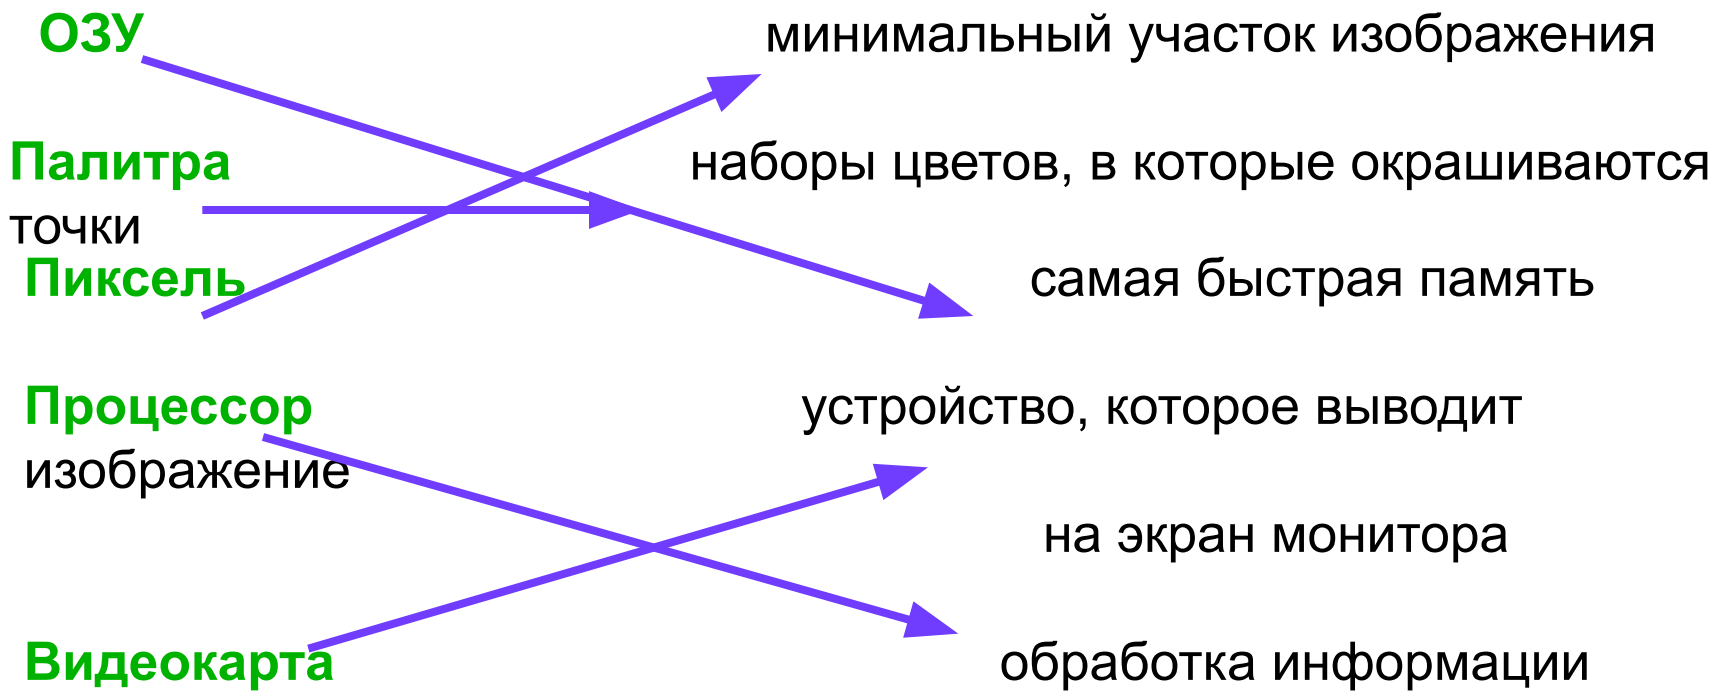 ОЗУ минимальный участок изображения
Палитра наборы цветов, в которые окрашиваются
точки
Пиксель самая быстрая память
Процессор устройство, которое выводит
изображение
на экран монитора
Видеокарта обработка информации